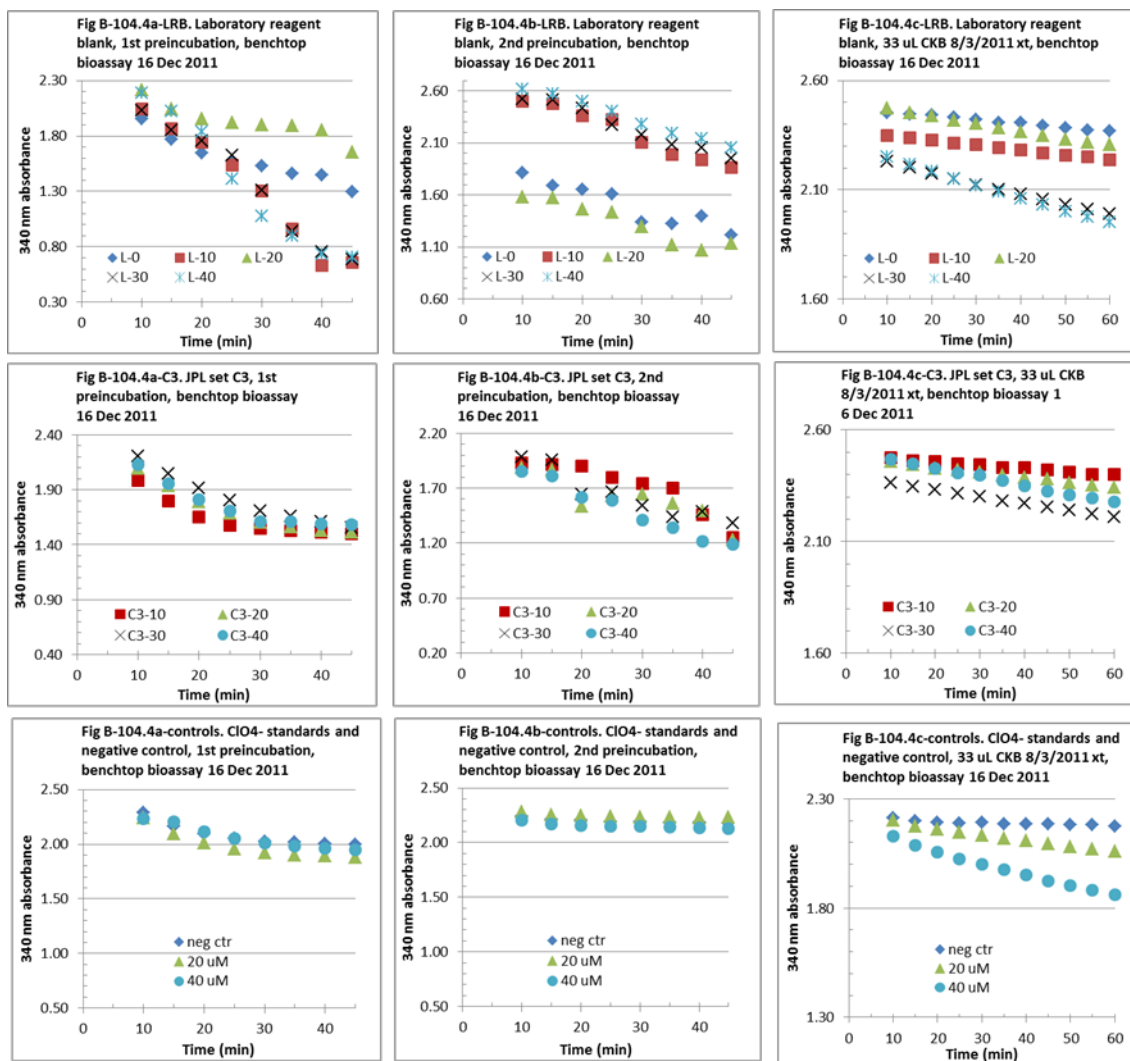 Fig B-104.4a-LRB. Laboratory reagent
blank, 1st preincubation, benchtop
bioassay 16 Dec 2011
340 nm absorbance
2.30
1.80
1.30
0.80
0.30
L-0 L-10 L-20
L-30 L-40
0 10 20 30 40
Time (min)
Fig B-104.4b-LRB. Laboratory reagent
blank, 2nd preincubation, benchtop
bioassay 16 Dec 2011
340 nm absorbance
2.60
2.10
1.60
1.10
0.60
L-0 L-10 L-20
L-30 L-40
0 10 20 30 40
Time (min)
Fig B-104.4c-LRB. Laboratory reagent
blank, 33 uL CKB 8/3/2011 xt, benchtop
bioassay 16 Dec 2011
340 nm absorbance
2.60
2.10
1.60
L-0 L-10 L-20
L-30 L-40
0 10 20 30 40 50 60
Time (min)
Fig B-104.4a-C3. JPL set C3, 1st
preincubation, benchtop bioassay
16 Dec 2011
340 nm absorbance
2.40
1.90
1.40
0.90
0.40
C3-10 C3-20
C3-30 C3-40
0 10 20 30 40
Time (min)
Fig B-104.4b-C3. JPL set C3, 2nd
preincubation, benchtop bioassay
16 Dec 2011
340 nm absorbance
2.20
1.70
1.20
0.70
0.20
C3-10 C3-20
C3-30 C3-40
0 10 20 30 40
Time (min)
Fig B-104.4c-C3. JPL set C3, 33 uL CKB
8/3/2011 xt, benchtop bioassay 1
6 Dec 2011
340 nm absorbance
2.60
2.10
1.60
C3-10 C3-20
C3-30 C3-40
0 10 20 30 40 50 60
Time (min)
Fig B-104.4a-controls. ClO4- standards and
negative control, 1st preincubation,
benchtop bioassay 16 Dec 2011
340 nm absorbance
2.50
2.00
1.50
1.00
0.50
neg ctr
20 uM
40 uM
0 10 20 30 40
Time (min)
Fig B-104.4b-controls. ClO4- standards and
negative control, 2nd preincubation,
benchtop bioassay 16 Dec 2011
340 nm absorbance
2.50
2.00
1.50
1.00
0.50
neg ctr
20 uM
40 uM
0 10 20 30 40
Time (min)
Fig B-104.4c-controls. ClO4- standards and
negative control, 33 uL CKB 8/3/2011 xt,
benchtop bioassay 16 Dec 2011
340 nm absorbance
2.30
1.80
1.30
neg ctr
20 uM
40 uM
0 10 20 30 40 50 60
Time (min)